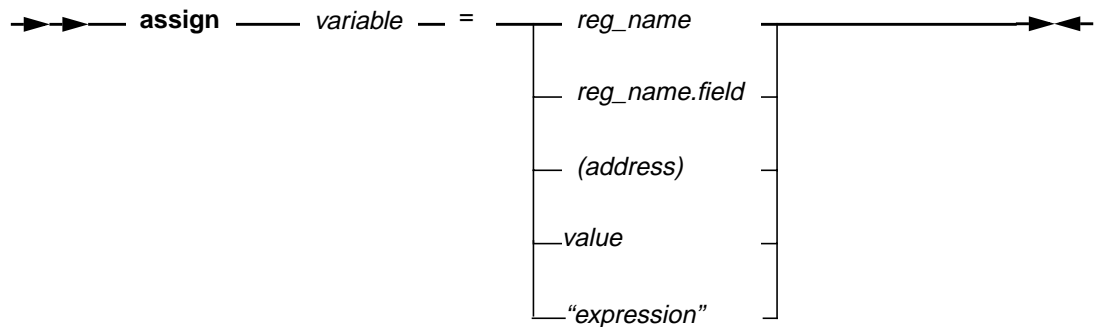 assign variable = reg_name
reg_name.field
(address)
value
“expression”